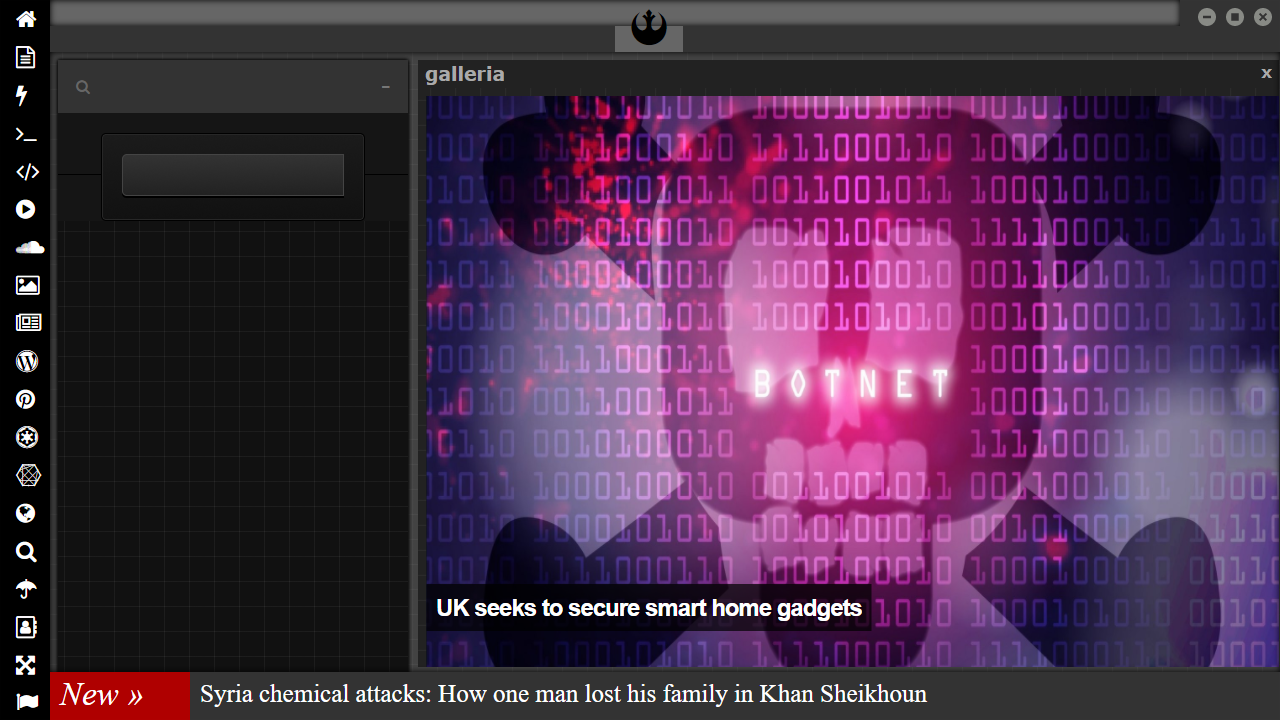 galleria
x
BOTNET
UK seeks to secure smart home gadgets
New »
Syria chemical attacks: How one man lost his family in Khan Sheikhoun